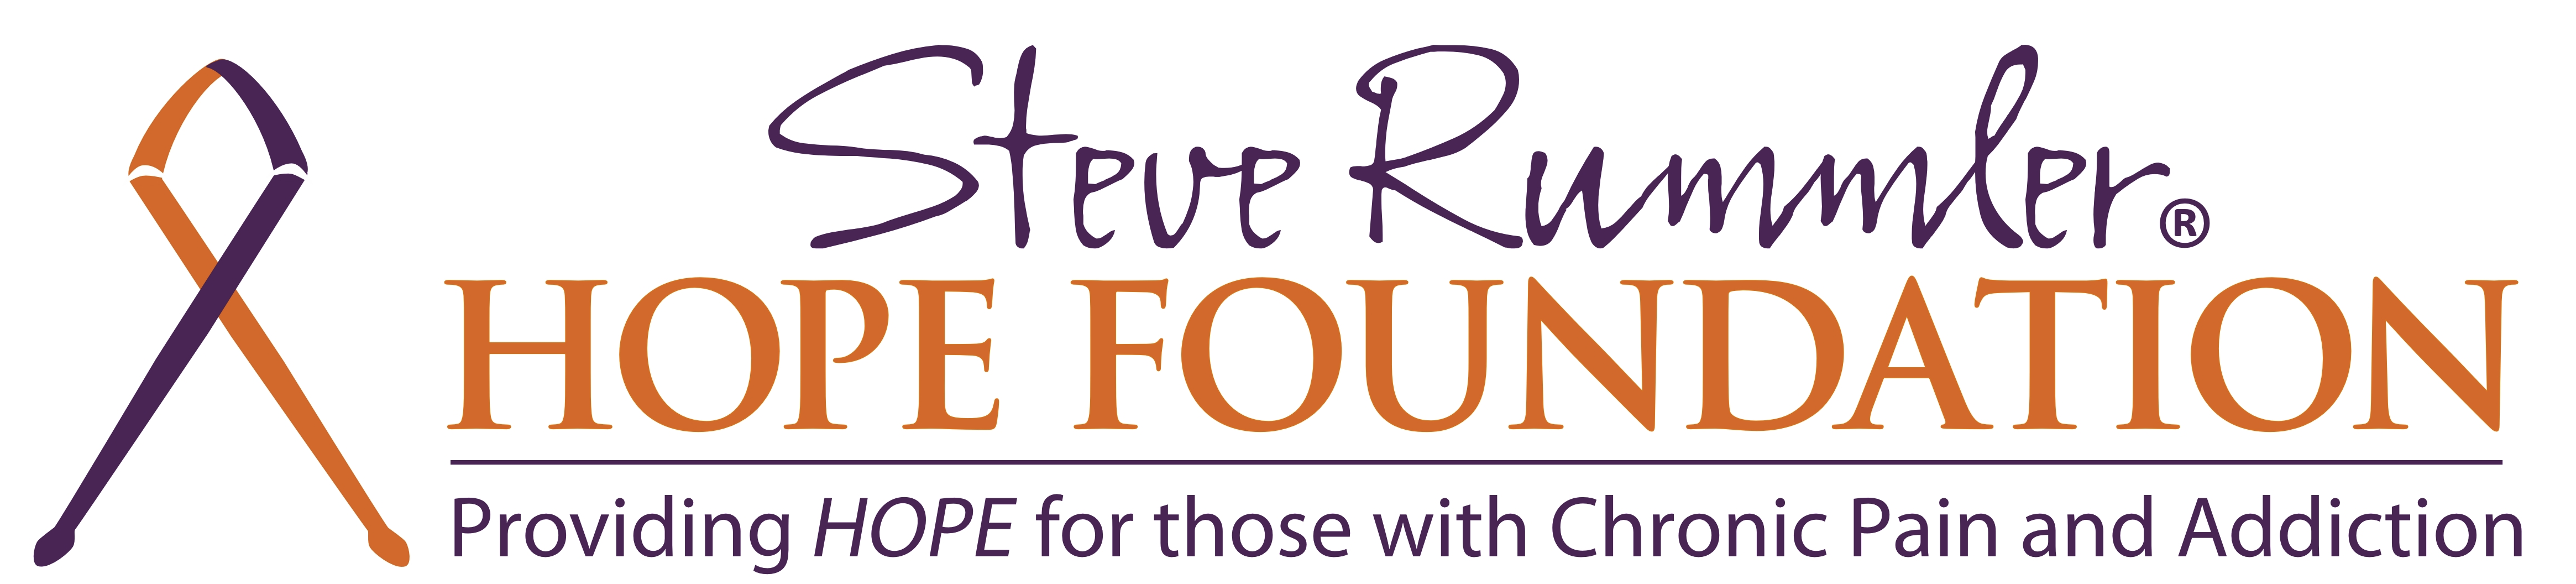 Steve Rummler®
HOPE FOUNDATION
Providing HOPE for those with Chronic Pain and Addiction